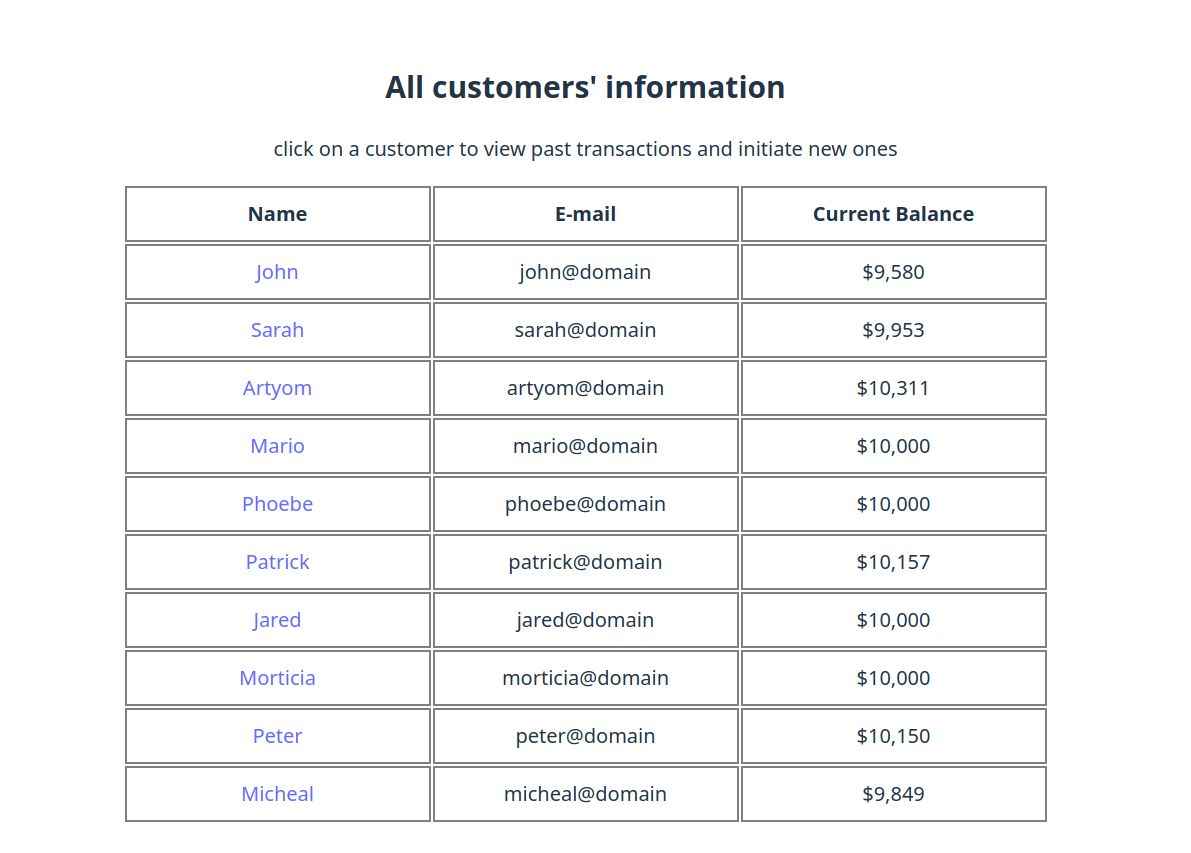 All customers' information
click on a customer to view past transactions and initiate new ones
Name E-mail Current Balance
John john@domain $9,580
Sarah sarah@domain $9,953
Artyom artyom@domain $10,311
Mario mario@domain $10,000
Phoebe phoebe@domain $10,000
Patrick patrick@domain $10,157
Jared jared@domain $10,000
Morticia morticia@domain $10,000
Peter peter@domain $10,150
Micheal micheal@domain $9,849